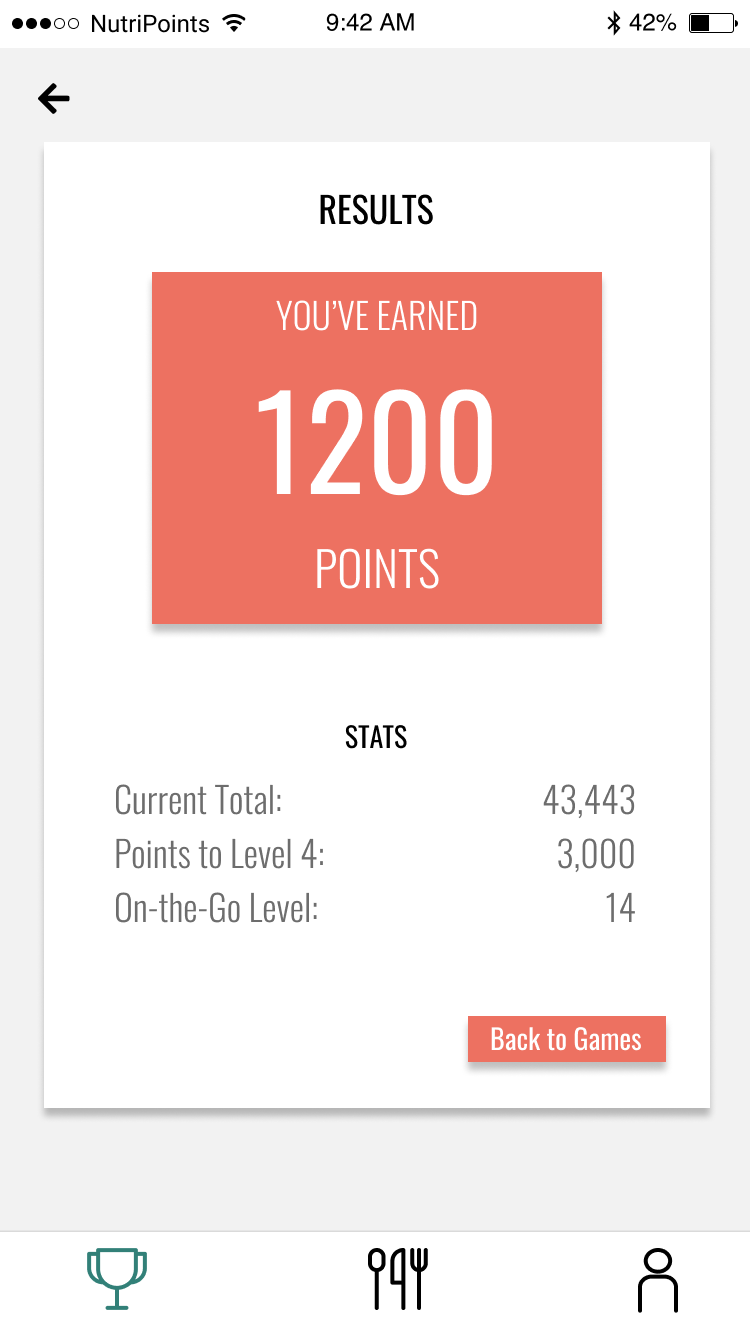 NutriPoints 9:42 AM 42%
RESULTS
YOU’VE EARNED
1200
POINTS
STATS
Current Total: 43,443
Points to Level 4: 3,000
On-the-Go Level: 14
Back to Games